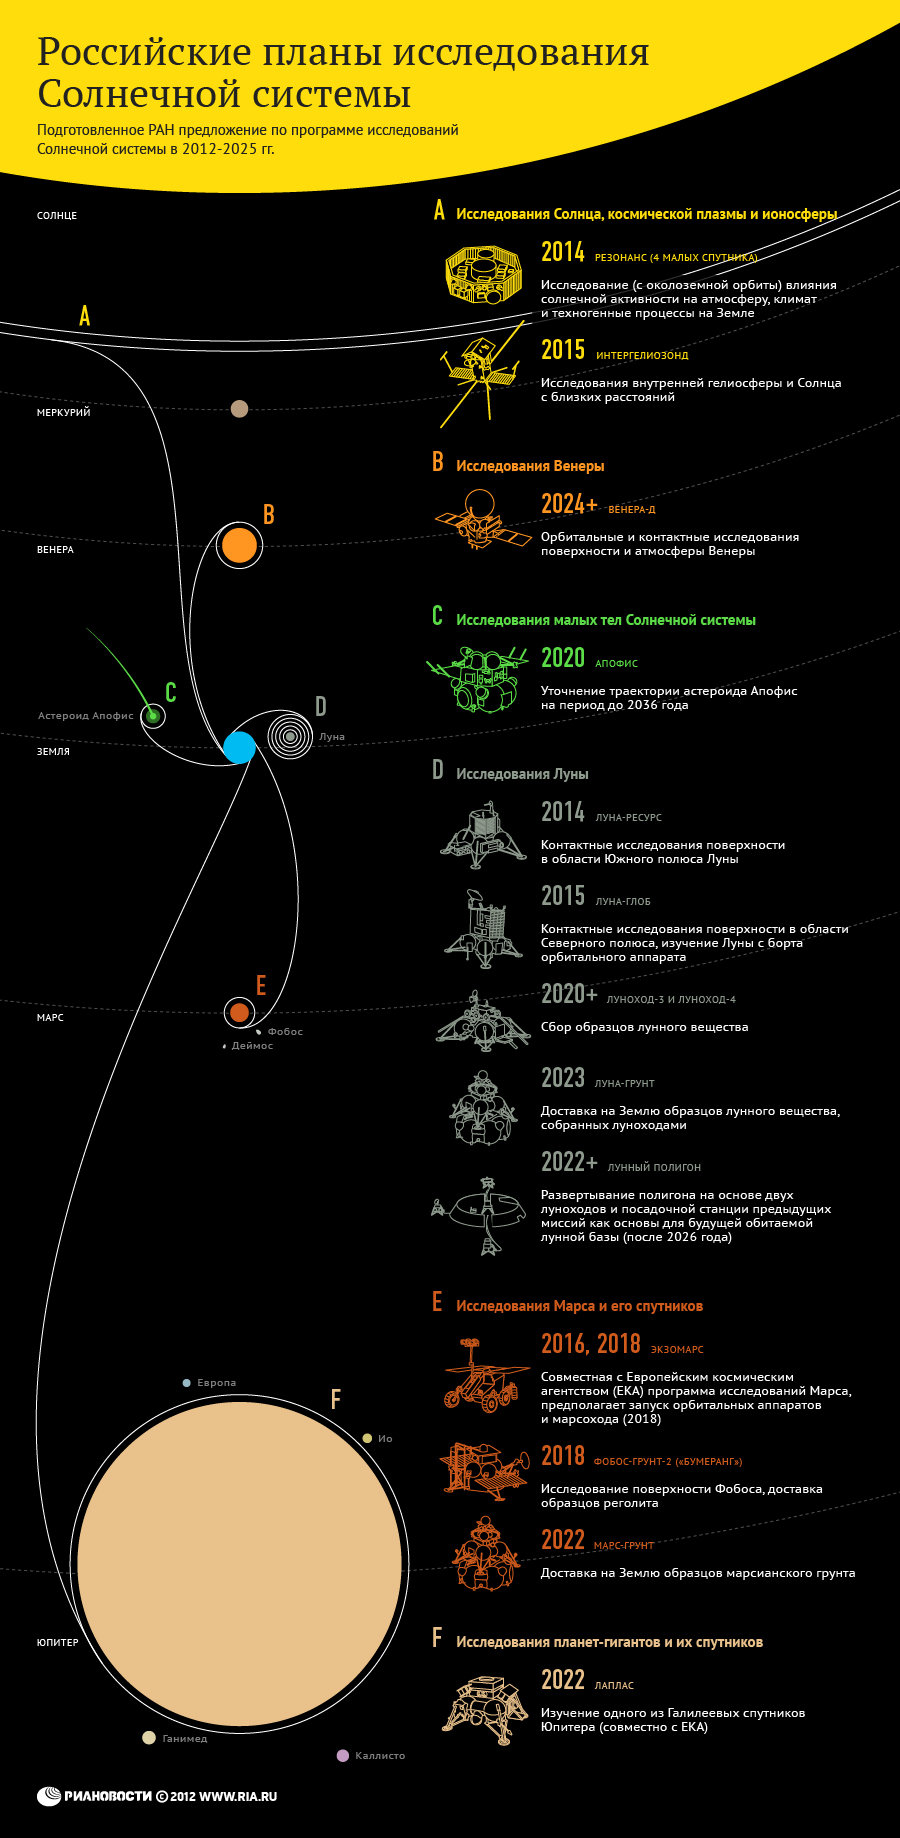 Российские планы исследования
Солнечной системы
Подготовленное РАН предложение по программе исследований
Солнечной системы в 2012-2025 гг.
СОЛНЦЕ
A
МЕРКУРИЙ
B
ВЕНЕРА
C
D
Астероид Апофис
Луна
ЗЕМЛЯ
E
МАРС
Фобос
Деймос
Европа
F
Ио
ЮПИТЕР
Ганимед
Каллисто
A Исследования Солнца, космической плазмы и ионосферы
2014 РЕЗОНАНС (4 МАЛЫХ СПУТНИКА)
Исследование (с околоземной орбиты) влияния
солнечной активности на атмосферу, климат
и техногенные процессы на Земле
2015 ИНТЕРГЕЛИОЗОНД
Исследования внутренней гелиосферы и Солнца
с близких расстояний
B Исследования Венеры
2024+ ВЕНЕРА-Д
Орбитальные и контактные исследования
поверхности и атмосферы Венеры
C Исследования малых тел Солнечной системы
2020 АПОФИС
Уточнение траектории астероида Апофис
на период до 2036 года
D Исследования Луны
2014 ЛУНА-РЕСУРС
Контактные исследования поверхности
в области Южного полюса Луны
2015 ЛУНА-ГЛОБ
Контактные исследования поверхности в области
Северного полюса, изучение Луны с борта
орбитального аппарата
2020+ ЛУНОХОД-3 И ЛУНОХОД-4
Сбор образцов лунного вещества
2023 ЛУНА-ГРУНТ
Доставка на Землю образцов лунного вещества,
собранных луноходами
2022+ ЛУННЫЙ ПОЛИГОН
Развертывание полигона на основе двух
луноходов и посадочной станции предыдущих
миссий как основы для будущей обитаемой
лунной базы (после 2026 года)
E Исследования Марса и его спутников
2016, 2018 ЭКЗОМАРС
Совместная с Европейским космическим
агентством (ЕКА) программа исследований Марса,
предполагает запуск орбитальных аппаратов
и марсохода (2018)
2018 ФОБОС-ГРУНТ-2 («БУМЕРАНГ»)
Исследование поверхности Фобоса, доставка
образцов реголита
2022 МАРС-ГРУНТ
Доставка на Землю образцов марсианского грунта
F Исследования планет-гигантов и их спутников
2022 ЛАПЛАС
Изучение одного из Галилеевых спутников
Юпитера (совместно с ЕКА)
РИАНОВОСТИ © 2012 WWW.RIA.RU